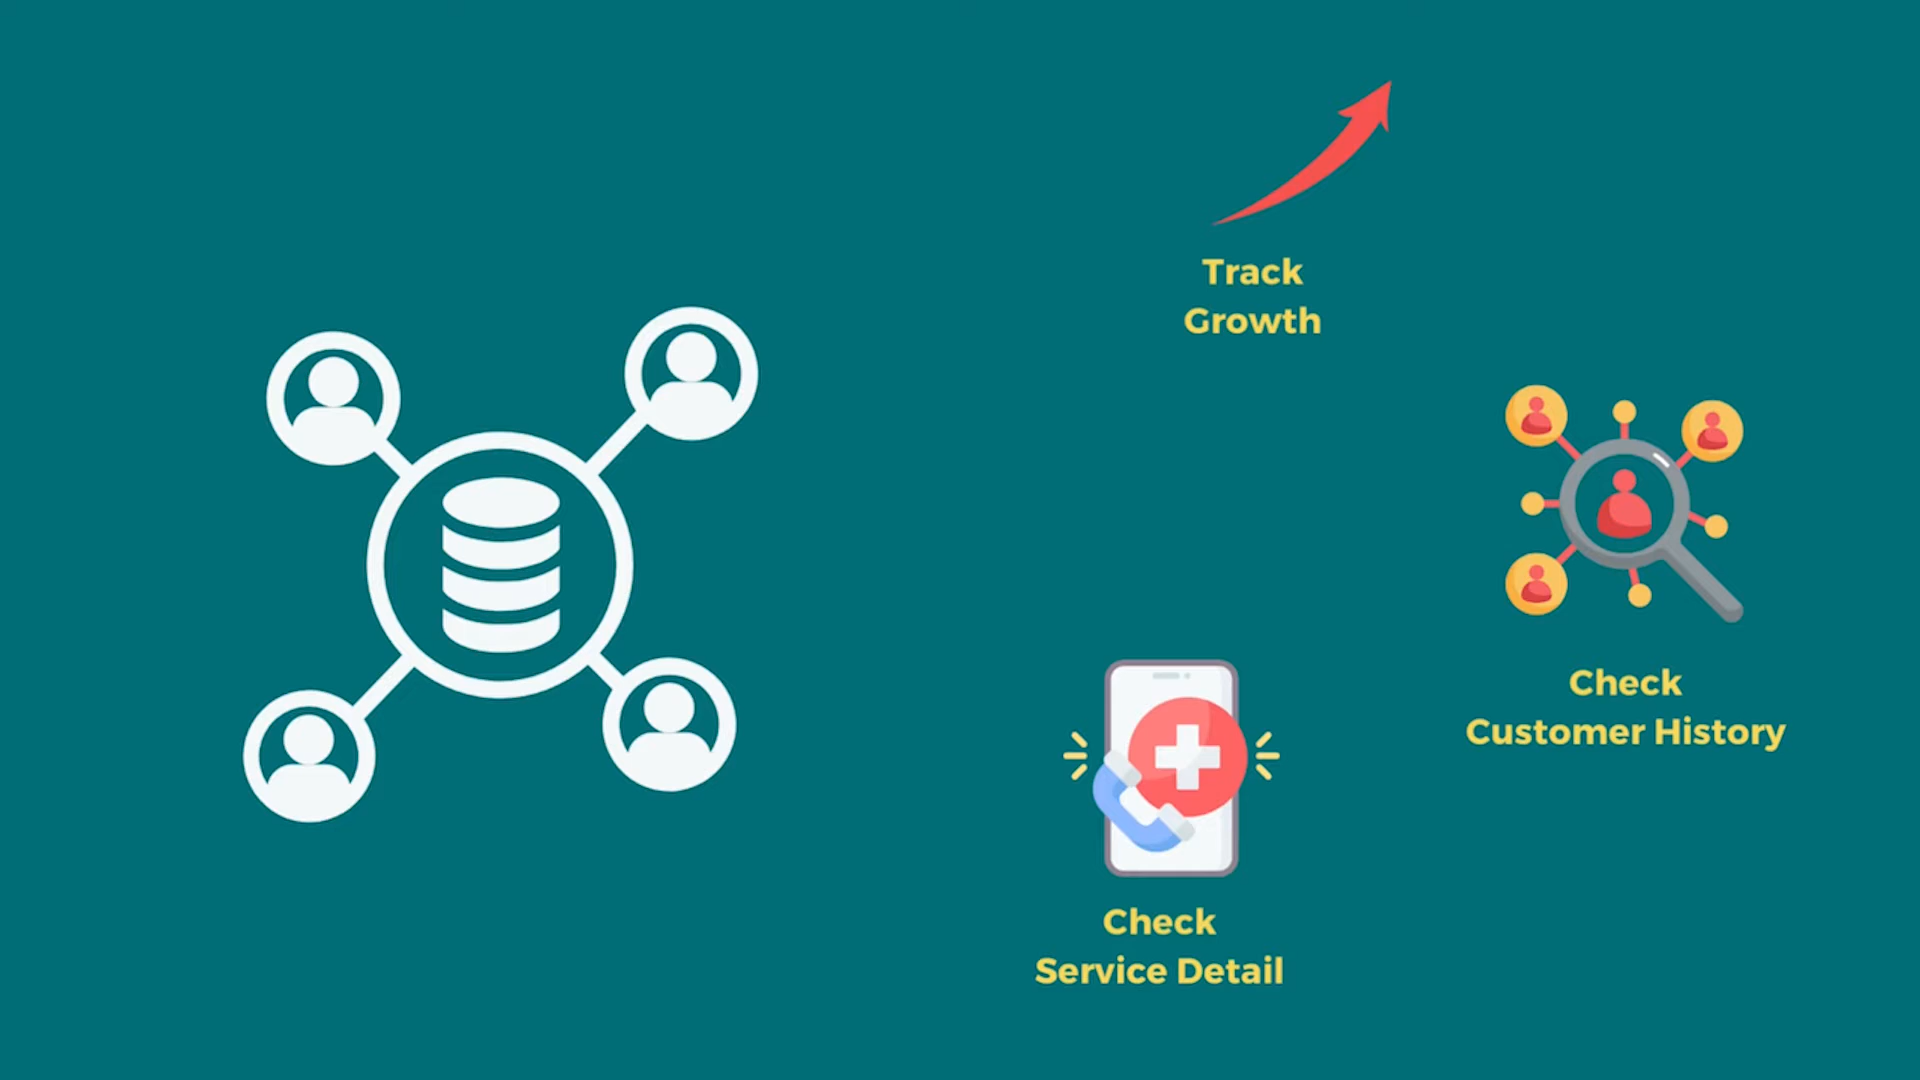 Track
Growth
Check
Customer History
Check
Service Detail